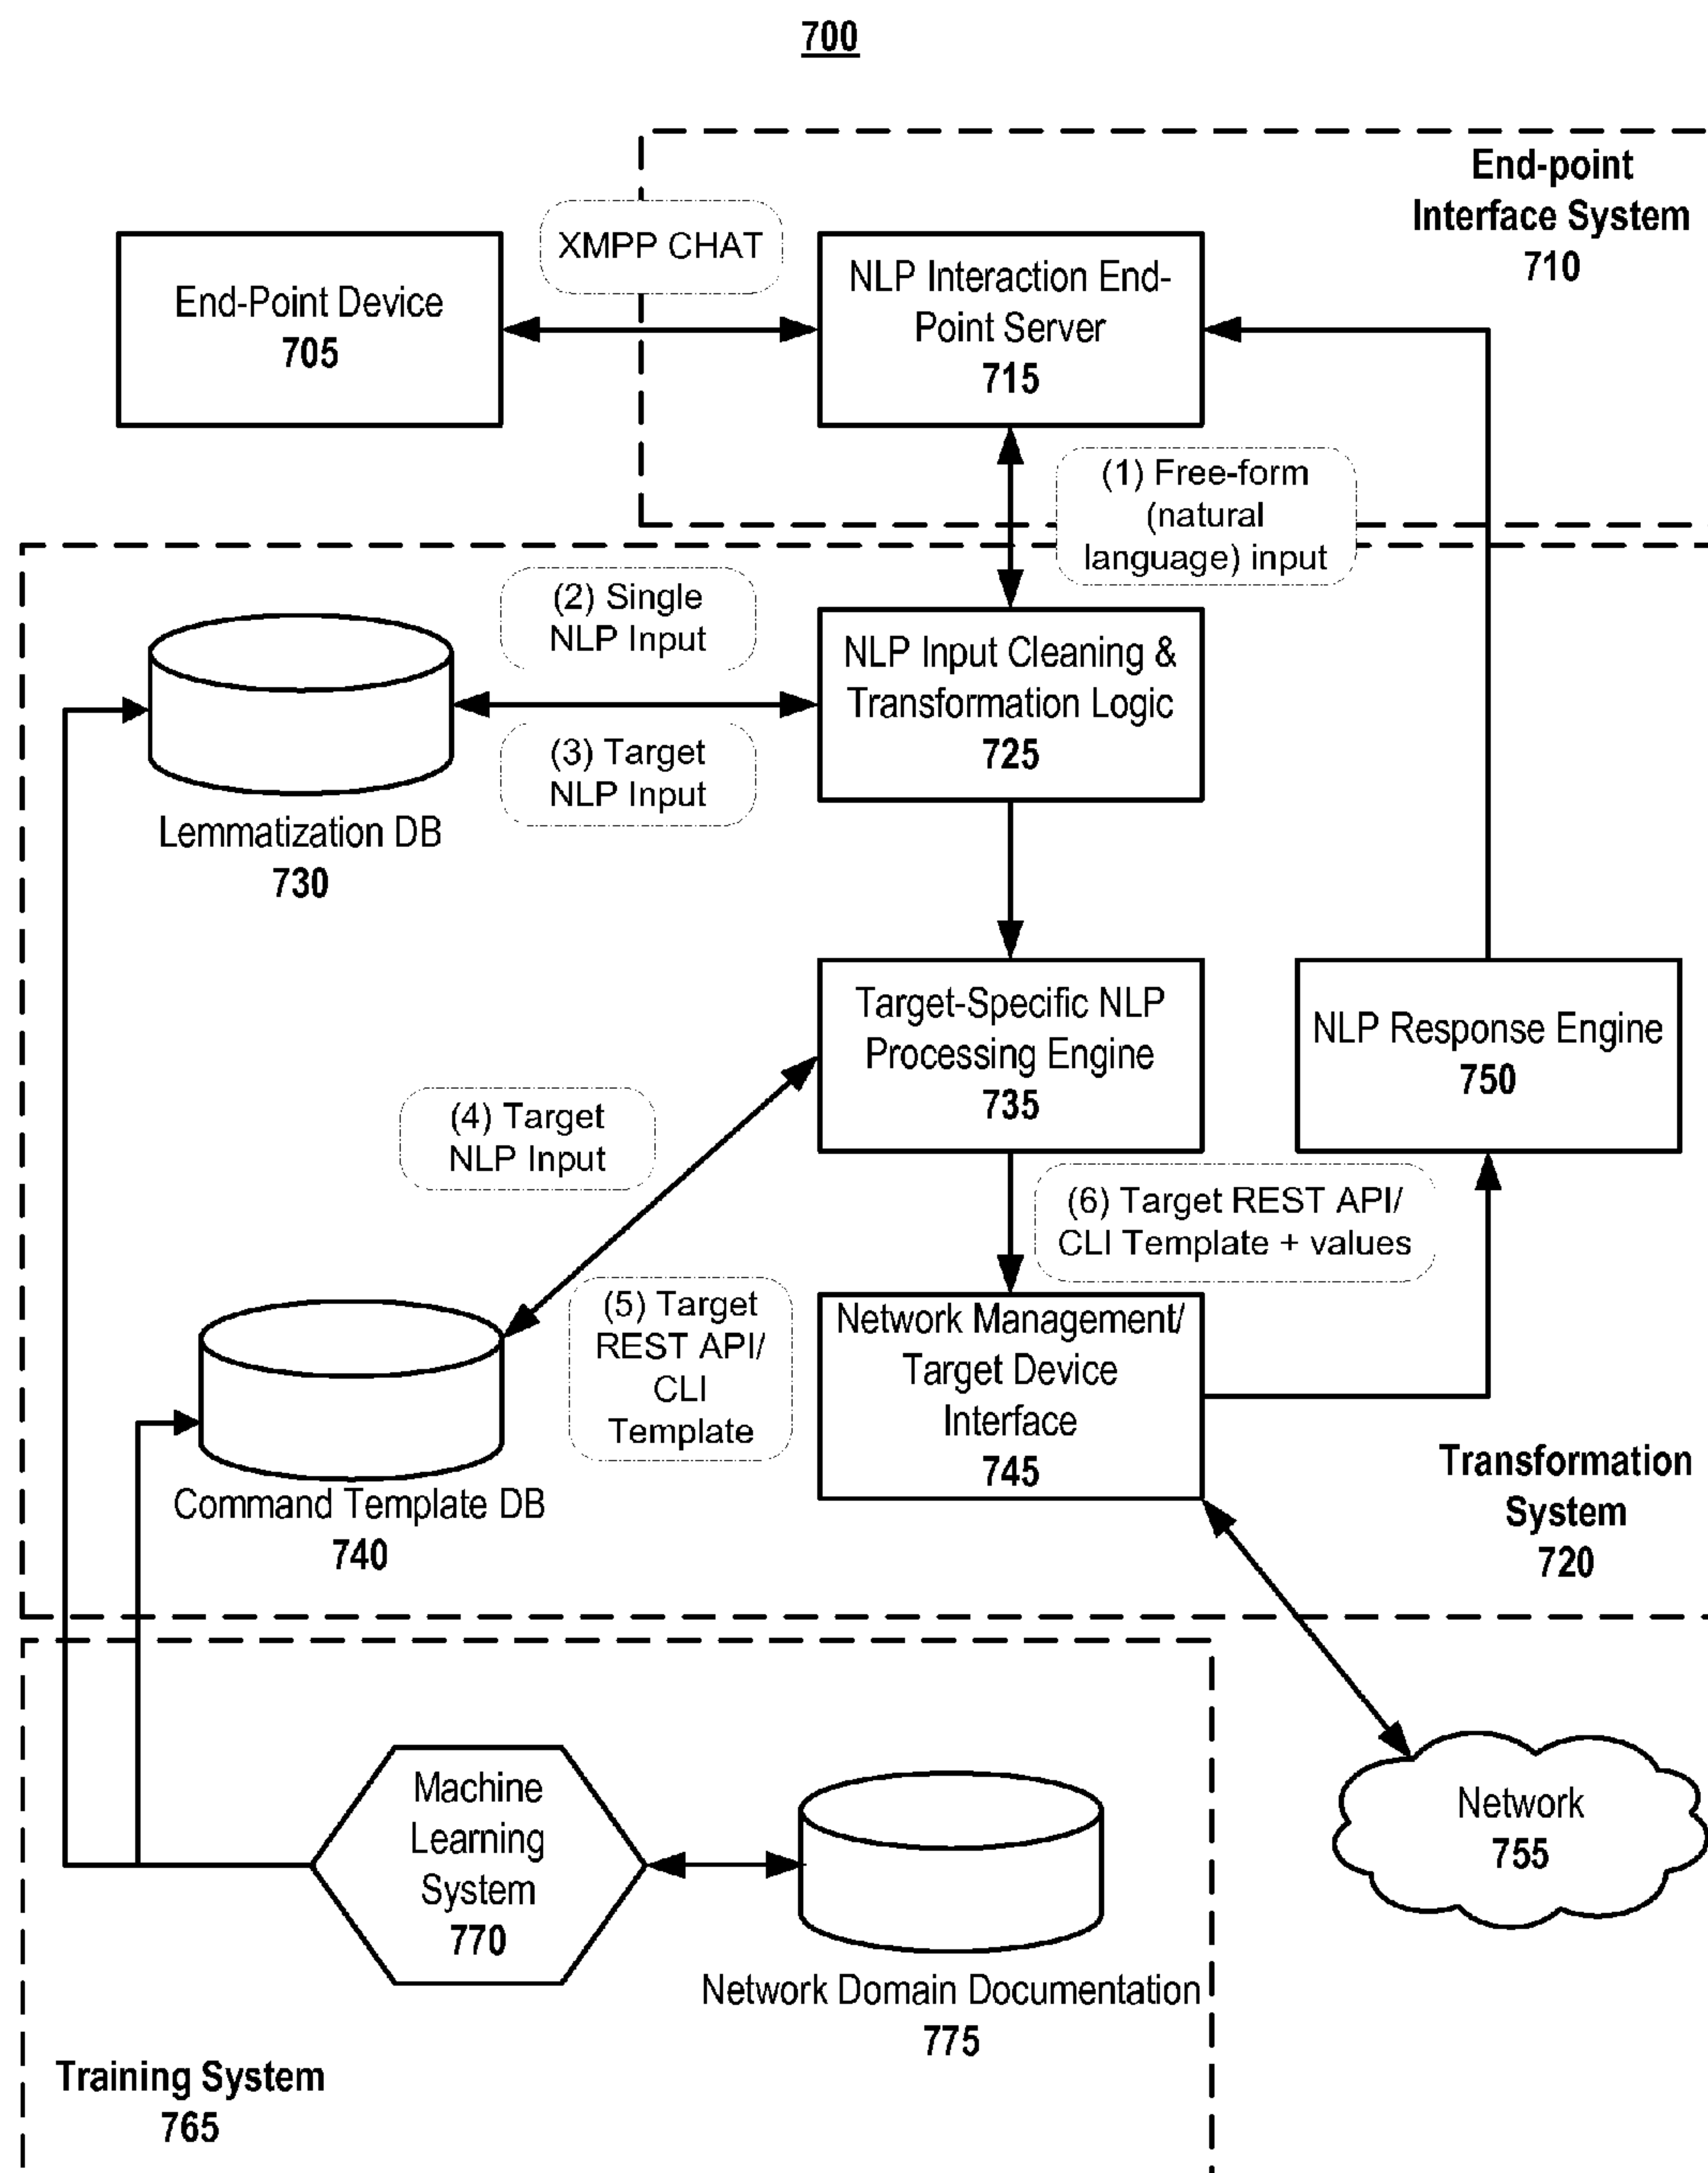 700
End-point
Interface System
710
XMPP CHAT
End-Point Device
705
NLP Interaction End-
Point Server
715
(1) Free-form
(natural
language) input
(2) Single
NLP Input
NLP Input Cleaning &
Transformation Logic
725
(3) Target
NLP Input
Lemmatization DB
730
Target-Specific NLP
Processing Engine
735
NLP Response Engine
750
(4) Target
NLP Input
(6) Target REST API/
CLI Template + values
(5) Target
REST API/
CLI
Template
Network Management/
Target Device
Interface
745
Command Template DB
740
Transformation
System
720
Machine
Learning
System
770
Network
755
Network Domain Documentation
775
Training System
765